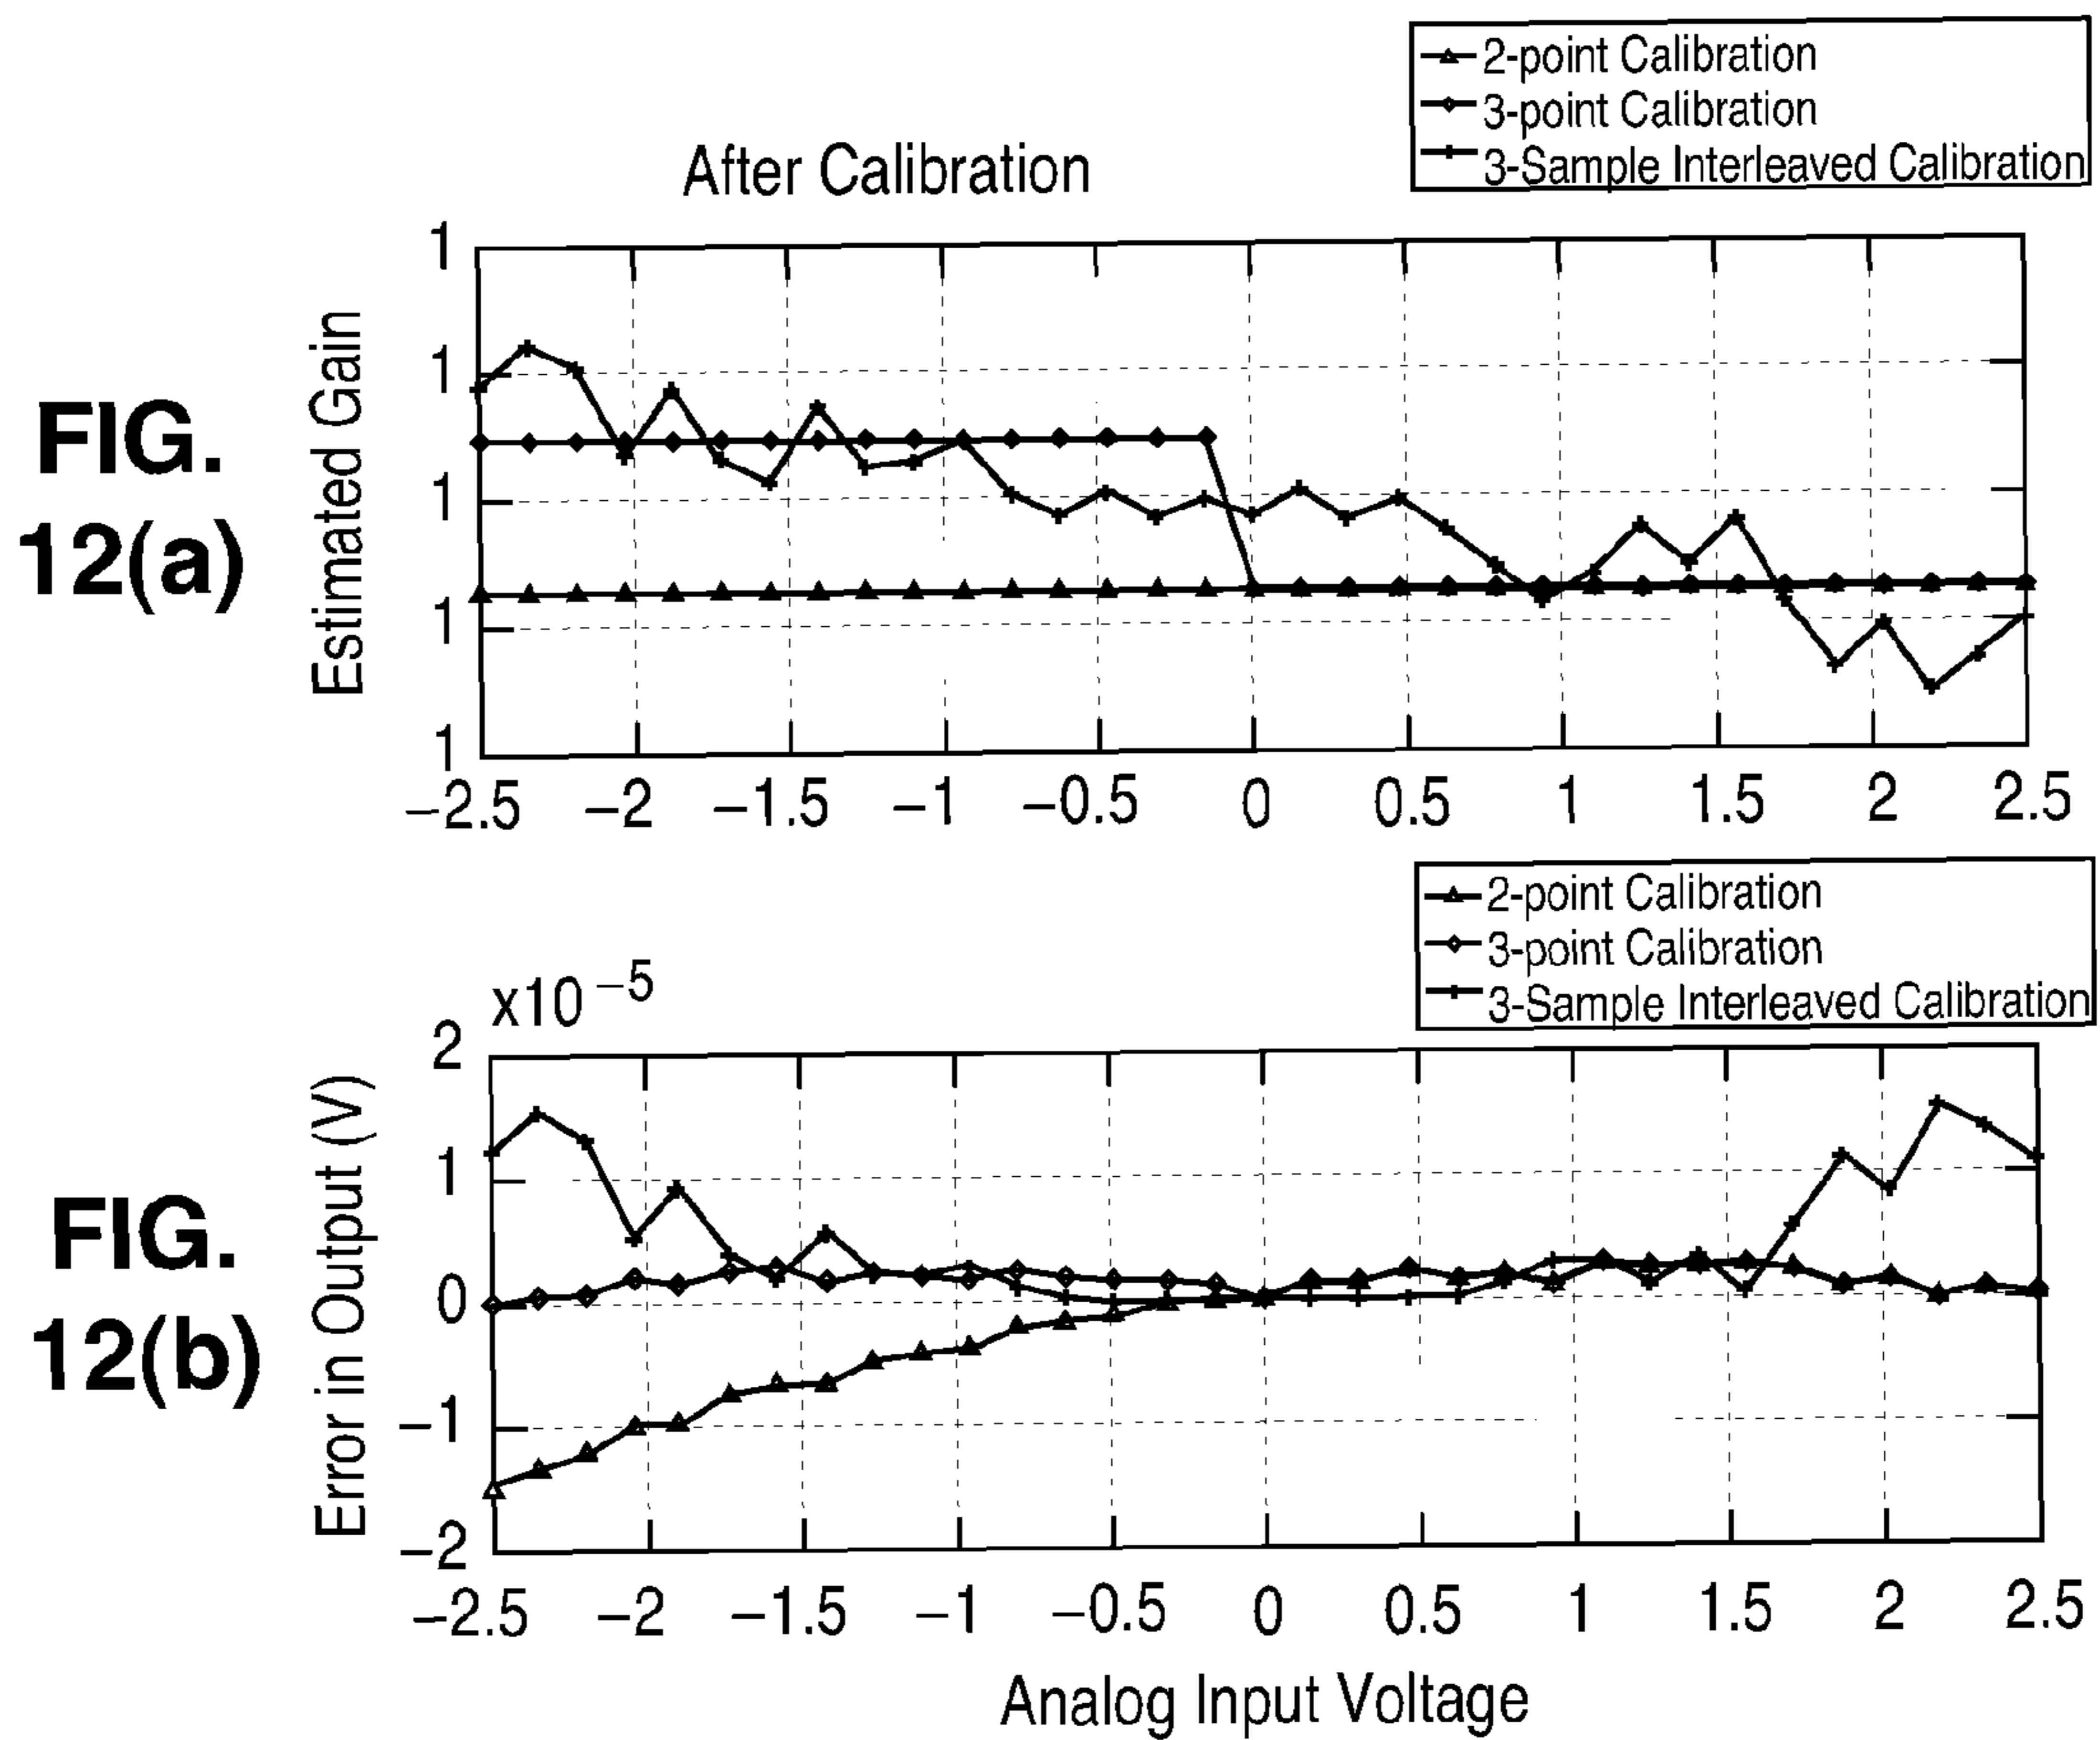 2-point Calibration
3-point Calibration
3-Sample Interleaved Calibration
After Calibration
FIG.
12(a)
Estimated Gain
1
1
1
1
1
−2.5 −2 −1.5 −1 −0.5 0 0.5 1 1.5 2 2.5
2-point Calibration
3-point Calibration
3-Sample Interleaved Calibration
x10 −5
FIG.
12(b)
Error in Output (V)
2
1
0
−1
−2
−2.5 −2 −1.5 −1 −0.5 0 0.5 1 1.5 2 2.5
Analog Input Voltage